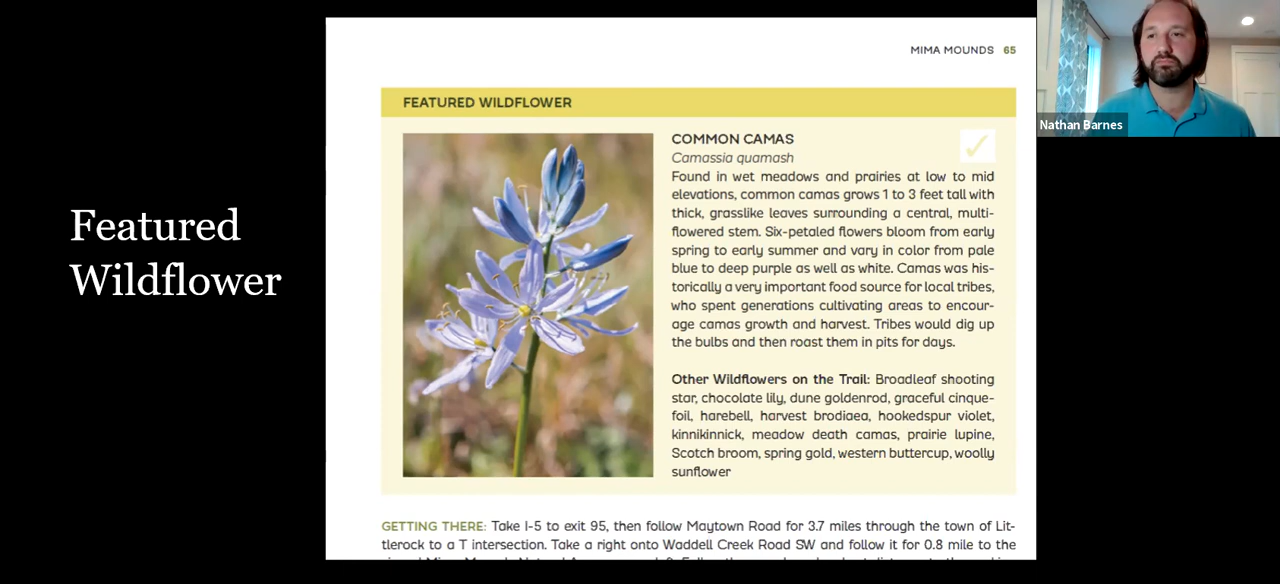 Featured
Wildflower
MIMA MOUNDS 65
FEATURED WILDFLOWER
COMMON CAMAS
Camassia quamash
Found in wet meadows and prairies at low to mid
elevations, common camas grows 1 to 3 feet tall with
thick, grasslike leaves surrounding a central, multi-
flowered stem. Six-petaled flowers bloom from early
spring to early summer and vary in color from pale
blue to deep purple as well as white. Camas was his-
torically a very important food source for local tribes,
who spent generations cultivating areas to encour-
age camas growth and harvest. Tribes would dig up
the bulbs and then roast them in pits for days.
Other Wildflowers on the Trail: Broadleaf shooting
star, chocolate lily, dune goldenrod, graceful cinque-
foil, harebell, harvest brodiaea, hookedspur violet,
kinnikinnick, meadow death camas, prairie lupine,
Scotch broom, spring gold, western buttercup, woolly
sunflower
GETTING THERE: Take I-5 to exit 95, then follow Maytown Road for 3.7 miles through the town of Lit-
tlerock to a T intersection. Take a right onto Waddell Creek Road SW and follow it for 0.8 mile to the
Nathan Barnes